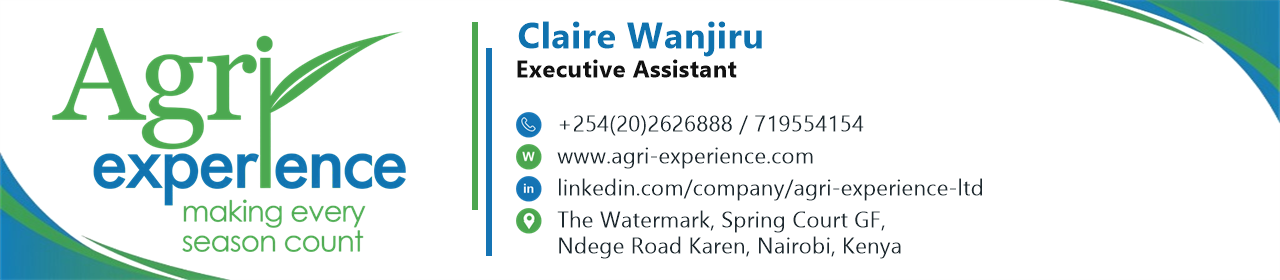 Agri
experience
making every
season count
Claire Wanjiru
Executive Assistant
+254(20)2626888 / 719554154
W www.agri-experience.com
in linkedin.com/company/agri-experience-ltd
The Watermark, Spring Court GF,
Ndege Road Karen, Nairobi, Kenya